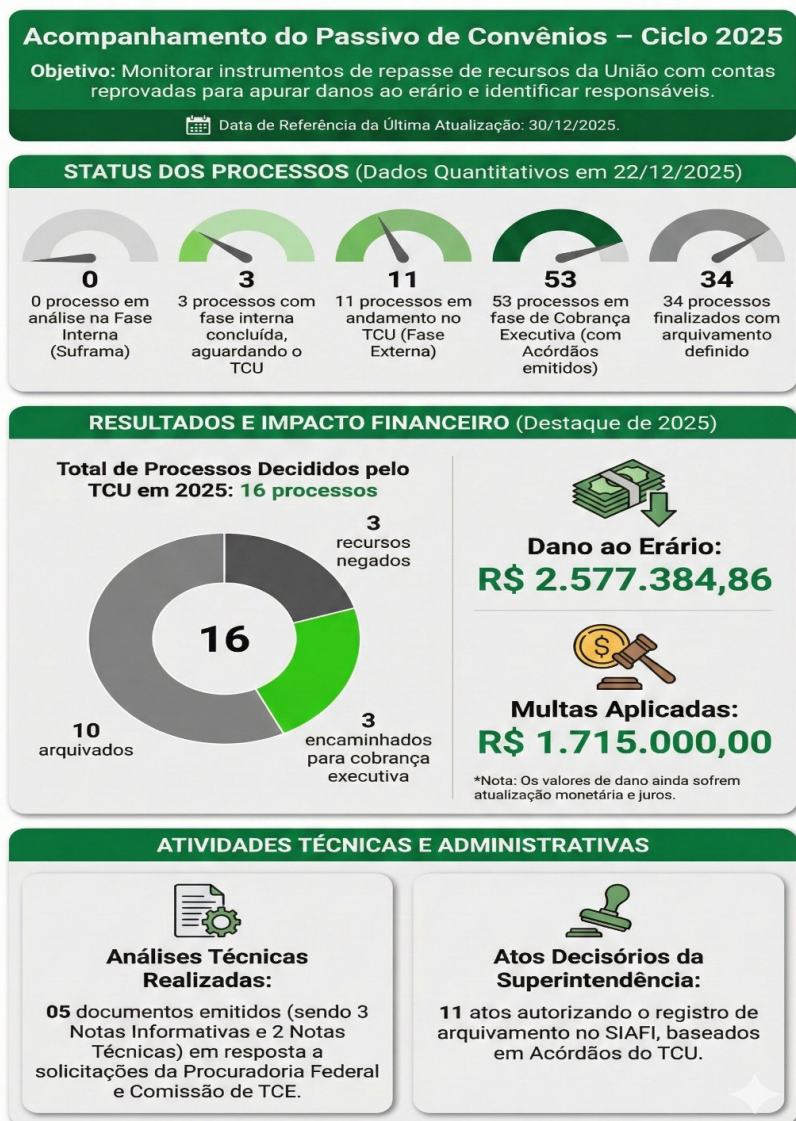 Acompanhamento do Passivo de Convênios – Ciclo 2025
Objetivo: Monitorar instrumentos de repasse de recursos da União com contas
reprovadas para apurar danos ao erário e identificar responsáveis.
Data de Referência da Última Atualização: 30/12/2025.
STATUS DOS PROCESSOS (Dados Quantitativos em 22/12/2025)
0
0 processo em
análise na Fase
Interna
(Suframa)
3
3 processos com
fase interna
concluída,
aguardando o
TCU
11
11 processos em
andamento no
TCU (Fase
Externa)
53
53 processos em
fase de Cobrança
Executiva (com
Acórdãos
emitidos)
34
34 processos
finalizados com
arquivamento
definido
RESULTADOS E IMPACTO FINANCEIRO (Destaque de 2025)
Total de Processos Decididos pelo
TCU em 2025: 16 processos
3
recursos
negados
16
10
arquivados
3
encaminhados
para cobrança
executiva
Dano ao Erário:
R$ 2.577.384,86
$
Multas Aplicadas:
R$ 1.715.000,00
*Nota: Os valores de dano ainda sofrem
atualização monetária e juros.
ATIVIDADES TÉCNICAS E ADMINISTRATIVAS
Análises Técnicas
Realizadas:
05 documentos emitidos (sendo 3
Notas Informativas e 2 Notas
Técnicas) em resposta a
solicitações da Procuradoria Federal
e Comissão de TCE.
Atos Decisórios da
Superintendência:
11 atos autorizando o registro de
arquivamento no SIAFI, baseados
em Acórdãos do TCU.